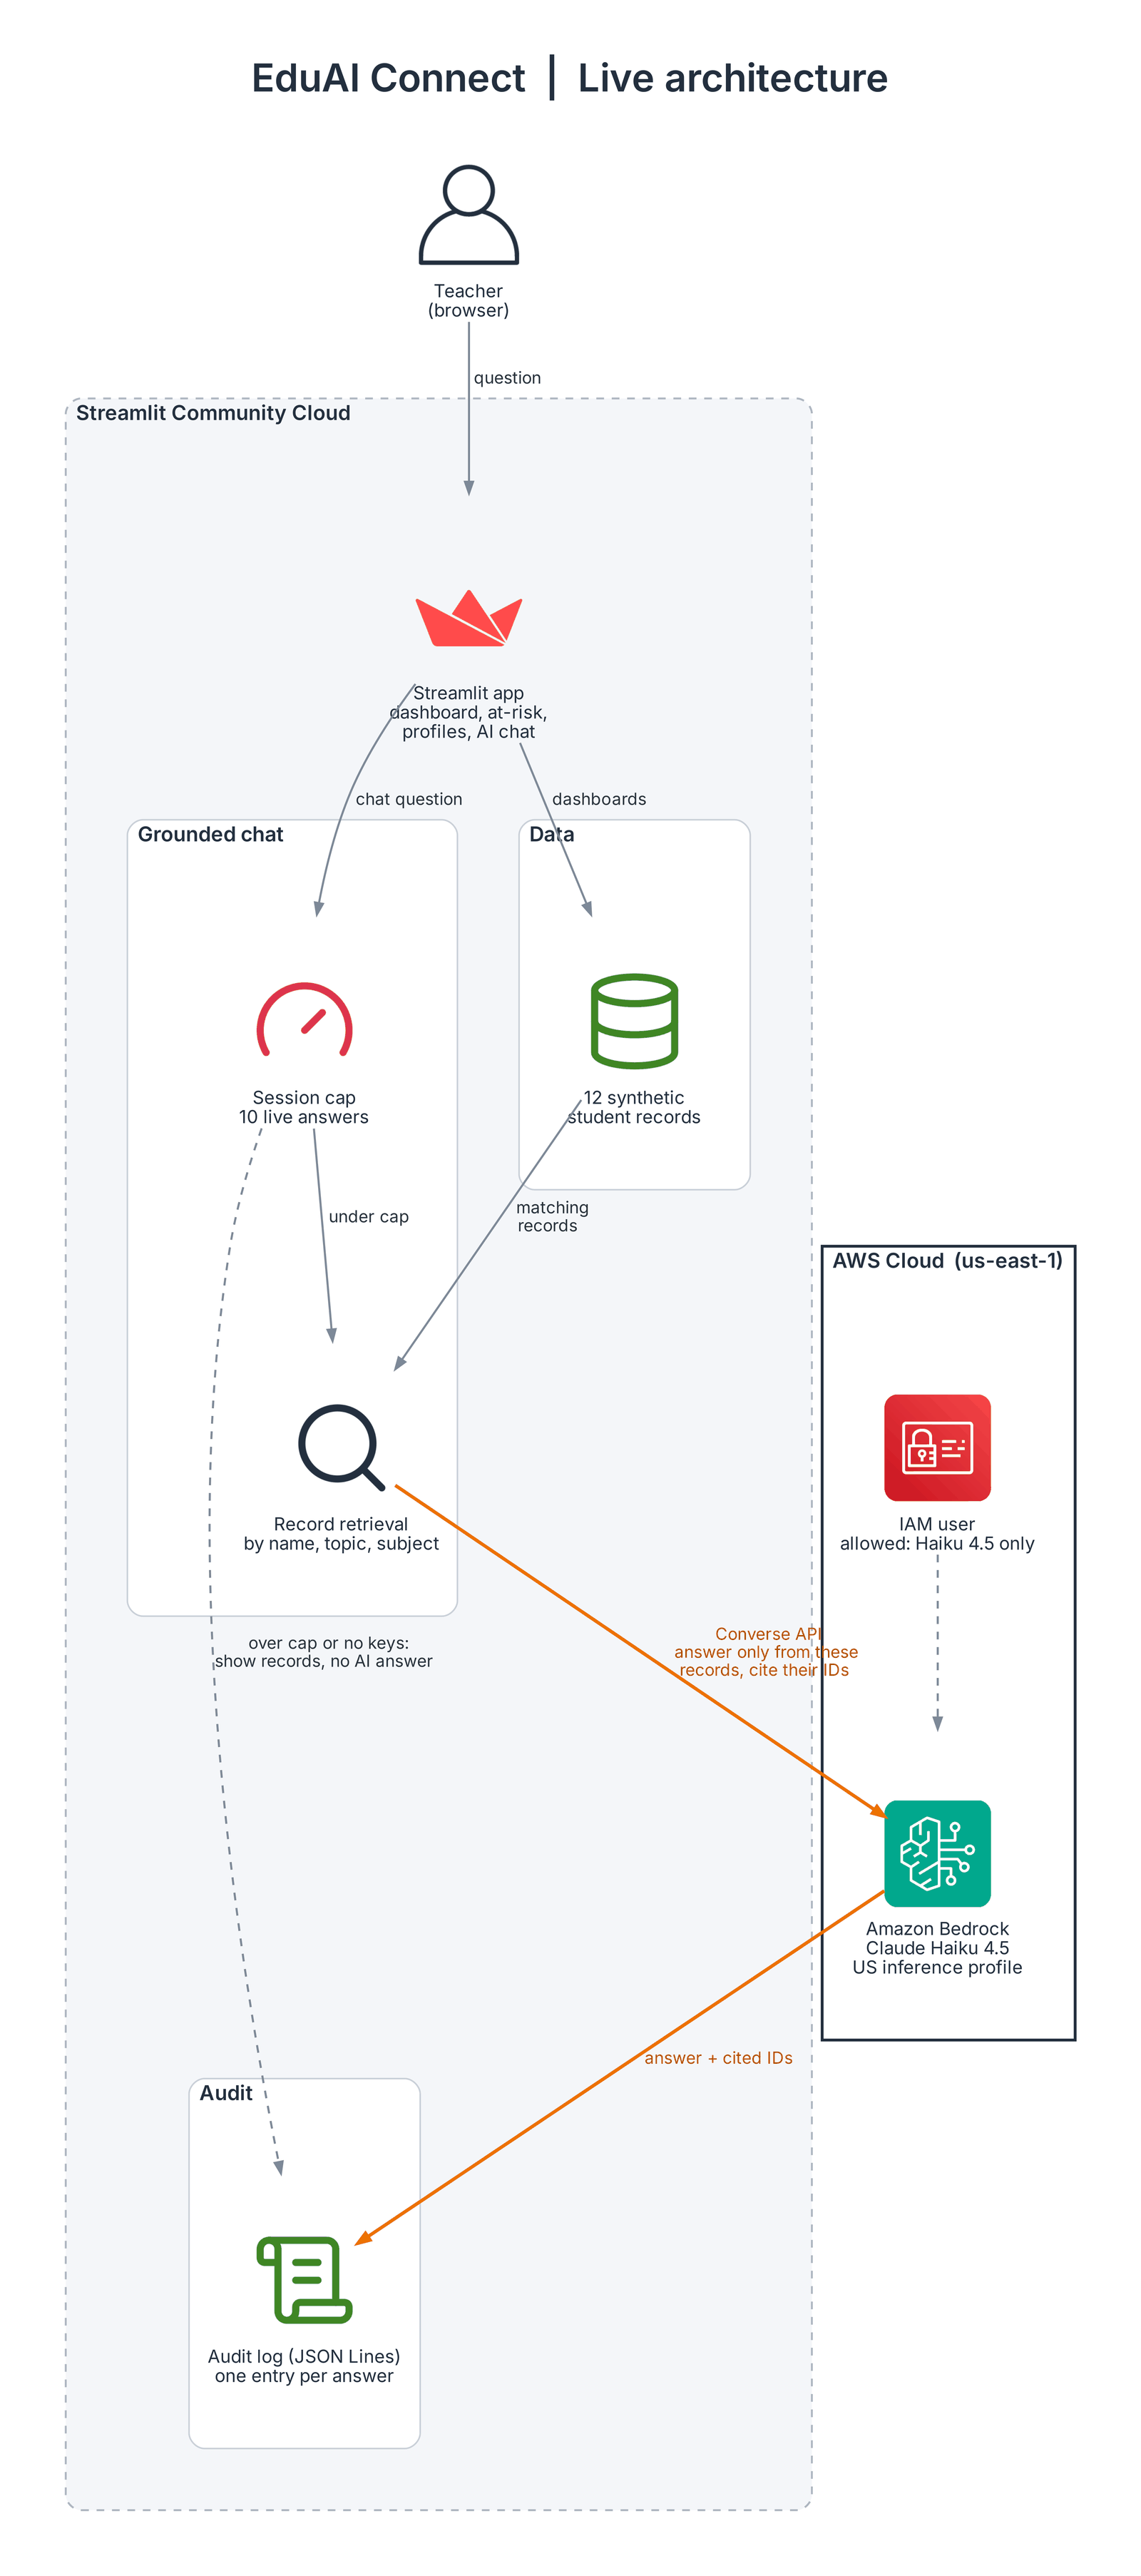 EduAI Connect | Live architecture
Teacher
(browser)
question
Streamlit Community Cloud
Streamlit app
dashboard, at-risk,
profiles, AI chat
chat question
dashboards
Grounded chat
Data
Session cap
10 live answers
12 synthetic
student records
under cap
matching
records
AWS Cloud (us-east-1)
IAM user
allowed: Haiku 4.5 only
Record retrieval
by name, topic, subject
over cap or no keys:
show records, no AI answer
Converse API
answer only from these
records, cite their IDs
Amazon Bedrock
Claude Haiku 4.5
US inference profile
answer + cited IDs
Audit
Audit log (JSON Lines)
one entry per answer